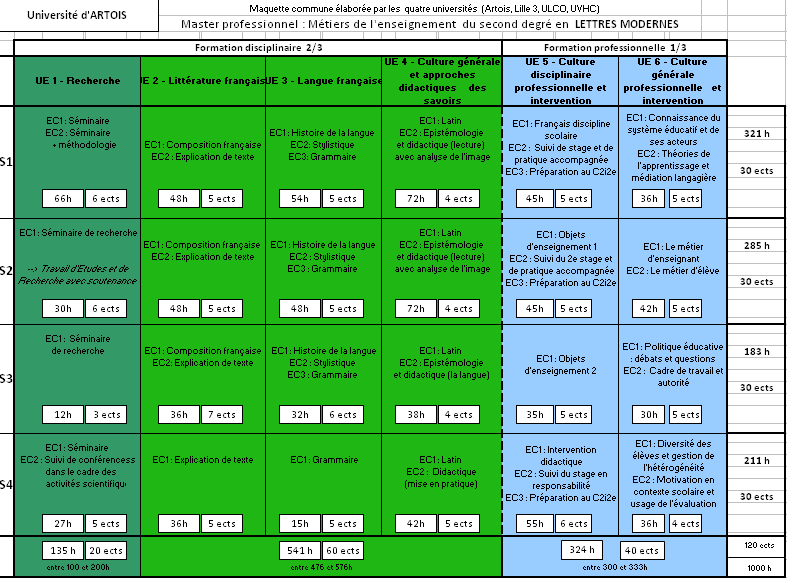 Université d'ARTOIS
Maquette commune élaborée par les quatre universités (Artois, Lille 3, ULCO, UVHC)
Master professionnel : Métiers de l'enseignement du second degré en LETTRES MODERNES
Formation disciplinaire 2/3
Formation professionnelle 1/3
UE 1 - Recherche
UE 2 - Littérature français
UE 3 - Langue française
UE 4 - Culture générale
et approches
didactiques des
savoirs
UE 5 - Culture
disciplinaire
professionnelle et
intervention
UE 6 - Culture
générale
professionnelle et
intervention
S1
EC1: Séminaire
EC2: Séminaire
+ méthodologie
66h 6 ects
EC1: Composition française
EC2: Explication de texte
48h 5 ects
EC1: Histoire de la langue
EC2: Stylistique
EC3: Grammaire
54h 5 ects
EC1: Latin
EC2: Epistémologie
et didactique (lecture)
avec analyse de l'image
72h 4 ects
EC1: Français discipline
scolaire
EC2: Suivi de stage et de
pratique accompagnée
EC3: Préparation au C2i2e
45h 5 ects
EC1: Connaissance du
système éducatif et de
ses acteurs
EC2: Théories de
l'apprentissage et
médiation langagière
36h 5 ects
321 h
30 ects
S2
EC1: Séminaire de recherche
--> Travail d'Etudes et de
Recherche avec soutenance
30h 6 ects
EC1: Composition française
EC2: Explication de texte
48h 5 ects
EC1: Histoire de la langue
EC2: Stylistique
EC3: Grammaire
48h 5 ects
EC1: Latin
EC2: Epistémologie
et didactique (lecture)
avec analyse de l'image
72h 4 ects
EC1: Objets
d'enseignement 1
EC2: Suivi du 2e stage et
de pratique accompagnée
EC3: Préparation au C2i2e
45h 5 ects
EC1: Le métier
d'enseignant
EC2: Le métier d'élève
42h 5 ects
285 h
30 ects
S3
EC1: Séminaire
de recherche
12h 3 ects
EC1: Composition française
EC2: Explication de texte
36h 7 ects
EC1: Histoire de la langue
EC2: Stylistique
EC3: Grammaire
32h 6 ects
EC1: Latin
EC2: Epistémologie
et didactique (la langue)
38h 4 ects
EC1: Objets
d'enseignement 2
35h 5 ects
EC1: Politique éducative
: débats et questions
EC2: Cadre de travail et
autorité
30h 5 ects
183 h
30 ects
S4
EC1: Séminaire
EC2: Suivi de conférencess
dans le cadre des
activités scientifiqu
27h 5 ects
EC1: Explication de texte
36h 5 ects
EC1: Grammaire
15h 5 ects
EC1: Latin
EC2: Didactique
(mise en pratique)
42h 5 ects
EC1: Intervention
didactique
EC2: Suivi du stage en
responsabilité
EC3: Préparation au C2i2e
55h 6 ects
EC1: Diversité des
élèves et gestion de
l'hétérogénéité
EC2: Motivation en
contexte scolaire et
usage de l'évaluation
36h 4 ects
211 h
30 ects
135 h 20 ects
entre 100 et 200h
541 h 60 ects
entre 476 et 576h
324 h 40 ects
entre 300 et 333h
120 ects
1000 h